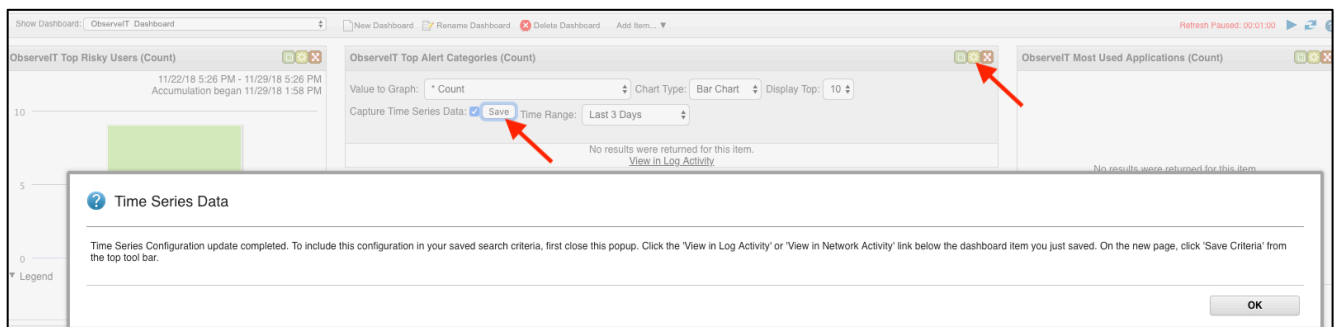 Show Dashboard: ObserveIT Dashboard New Dashboard Rename Dashboard Delete Dashboard Add Item... ▼ Refresh Paused: 00:01:00
ObserveIT Top Risky Users (Count)
11/22/18 5:26 PM - 11/29/18 5:26 PM
Accumulation began 11/29/18 1:58 PM
10
5
0
▼ Legend
ObserveIT Top Alert Categories (Count)
Value to Graph: * Count Chart Type: Bar Chart Display Top: 10
Capture Time Series Data: Save Time Range: Last 3 Days
No results were returned for this item.
View in Log Activity
ObserveIT Most Used Applications (Count)
No results were returned for this item.
Time Series Data
Time Series Configuration update completed. To include this configuration in your saved search criteria, first close this popup. Click the 'View in Log Activity' or 'View in Network Activity' link below the dashboard item you just saved. On the new page, click 'Save Criteria' from
the top tool bar.
OK